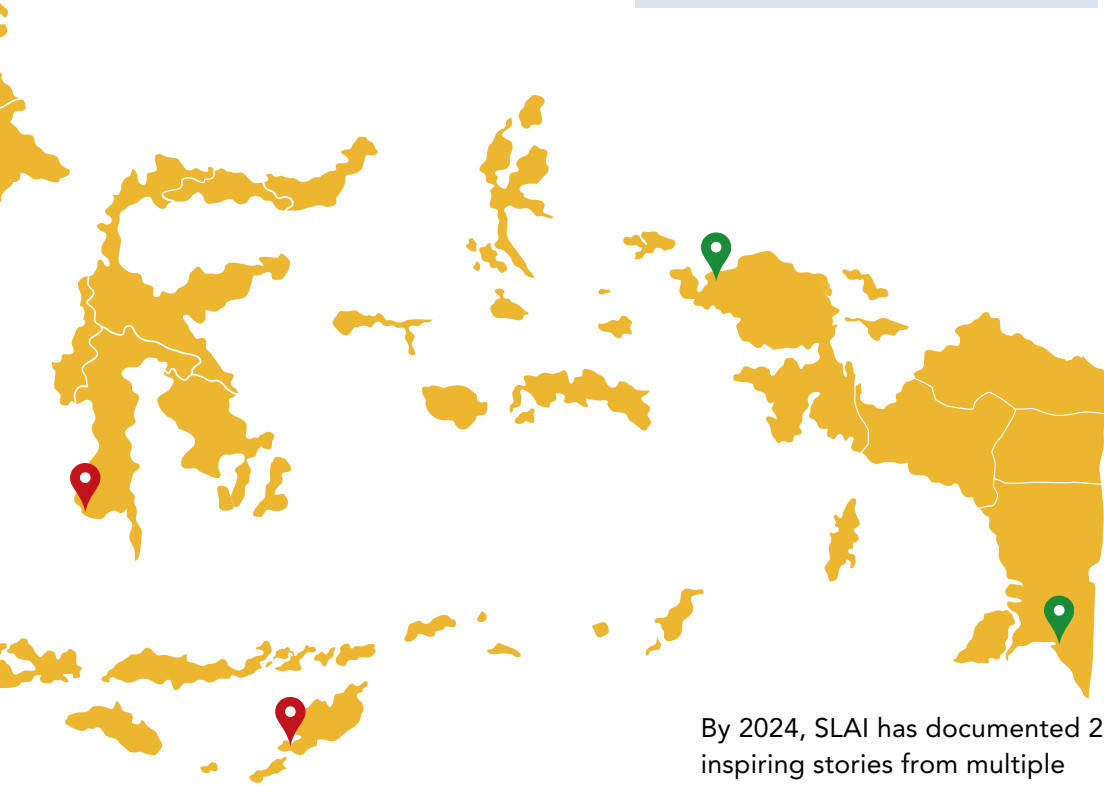 By 2024, SLAI has documented 2
inspiring stories from multiple